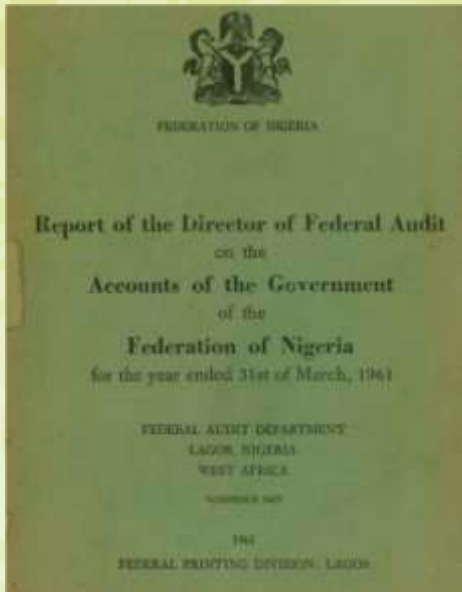 FEDERATION OF NIGERIA
Report of the Director of Federal Audit
on the
Accounts of the Government
of the
Federation of Nigeria
for the year ended 31st of March, 1961
FEDERAL AUDIT DEPARTMENT
LAGOS, NIGERIA
WEST AFRICA
FEDERAL PRINTING DIVISION, LAGOS